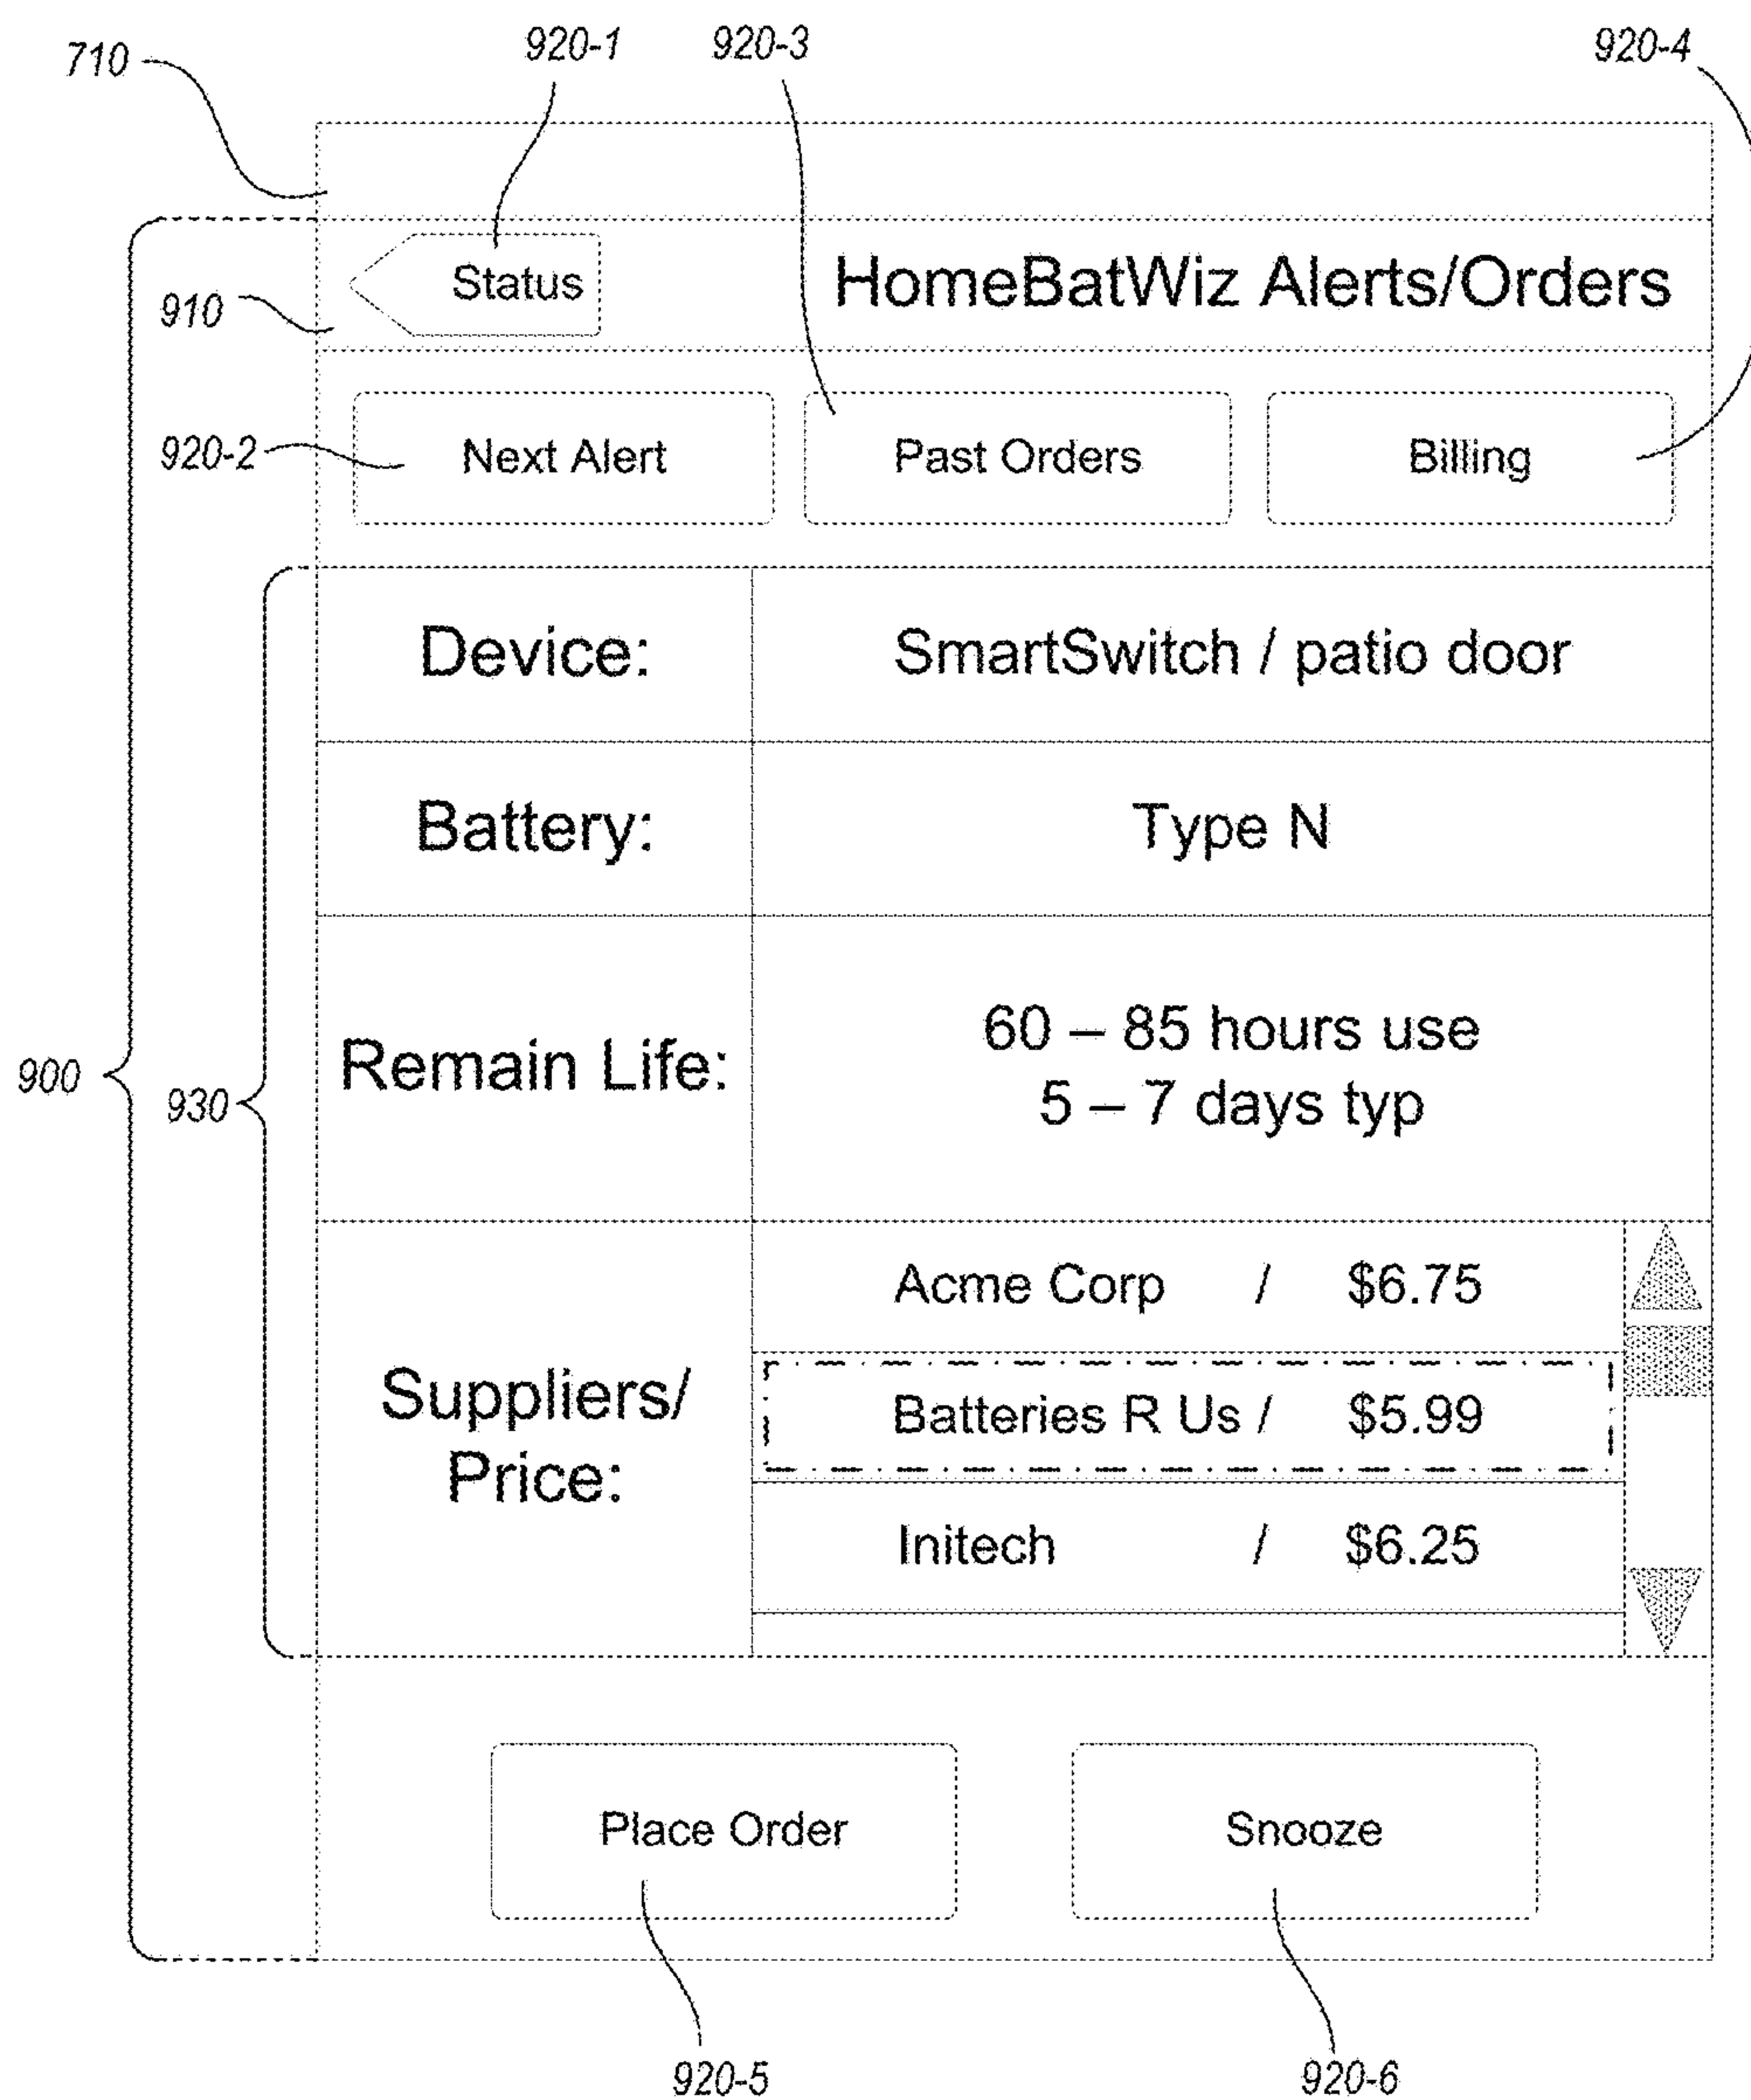 710
920-1
920-3
920-4
Status
HomeBatWiz Alerts/Orders
910
920-2
Next Alert
Past Orders
Billing
Device:
SmartSwitch / patio door
Battery:
Type N
Remain Life:
60 – 85 hours use
5 – 7 days typ
900
930
Suppliers/
Price:
Acme Corp / $6.75
Batteries R Us / $5.99
Initech / $6.25
Place Order
Snooze
920-5
920-6